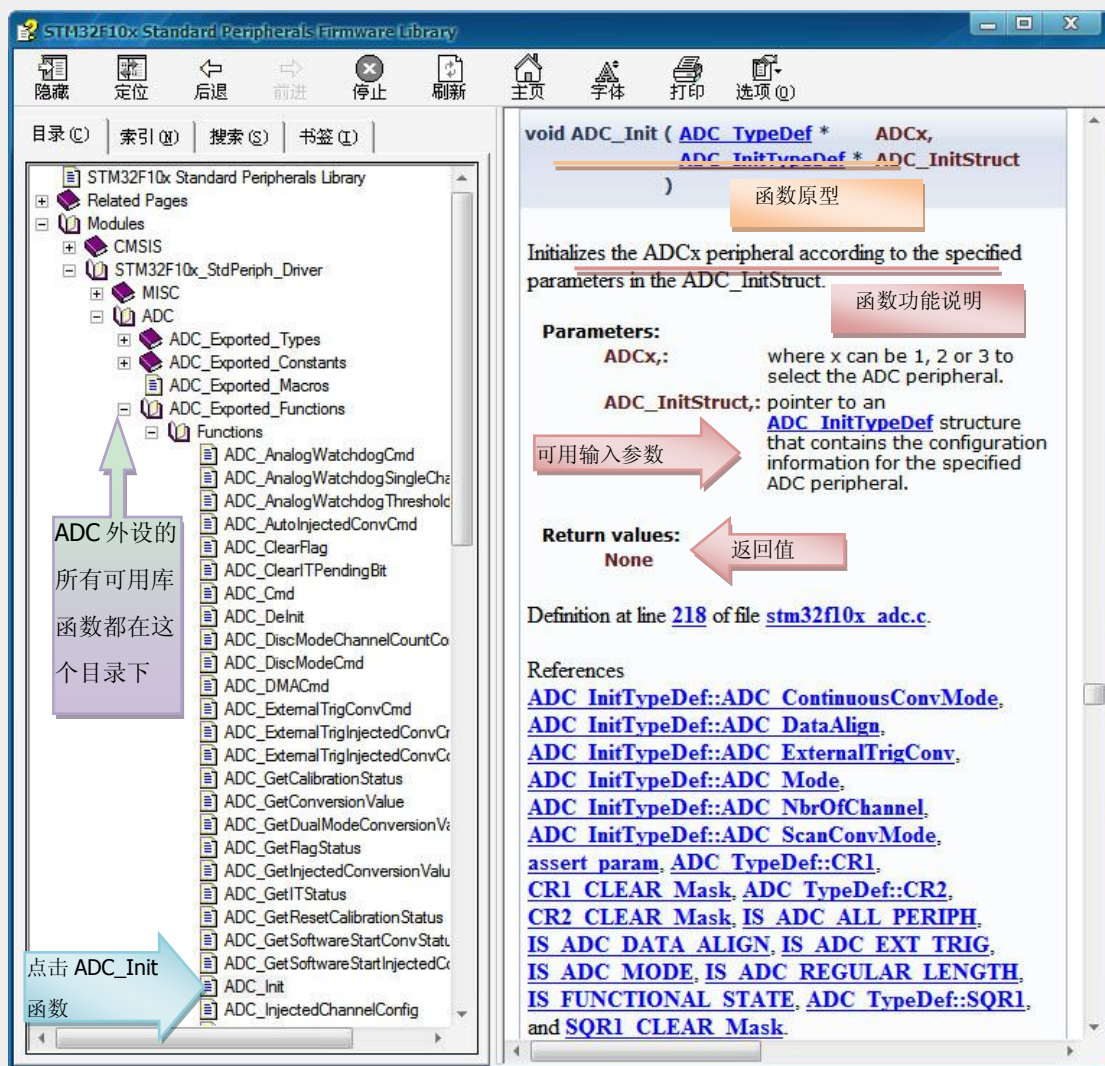 STM32F10x Standard Peripherals Firmware Library
隐藏 定位 后退 前进 停止 刷新 主页 字体 打印 选项(O)
目录(C) 索引(N) 搜索(S) 书签(I)
STM32F10x Standard Peripherals Library
Related Pages
Modules
CMSIS
STM32F10x_StdPeriph_Driver
MISC
ADC
ADC_Exported_Types
ADC_Exported_Constants
ADC_Exported_Macros
ADC_Exported_Functions
Functions
ADC_AnalogWatchdogCmd
ADC_AnalogWatchdogSingleCha
ADC_AnalogWatchdogThreshold
ADC_AutoInjectedConvCmd
ADC_ClearFlag
ADC_ClearITPendingBit
ADC_Cmd
ADC_DeInit
ADC_DiscModeChannelCountCo
ADC_DiscModeCmd
ADC_DMACmd
ADC_ExternalTrigConvCmd
ADC_ExternalTrigInjectedConvCr
ADC_ExternalTrigInjectedConvCo
ADC_GetCalibrationStatus
ADC_GetConversionValue
ADC_GetDualModeConversionVa
ADC_GetFlagStatus
ADC_GetInjectedConversionValu
ADC_GetITStatus
ADC_GetResetCalibrationStatus
ADC_GetSoftwareStartConvStatu
ADC_GetSoftwareStartInjectedCo
ADC_Init
ADC_InjectedChannelConfig
ADC 外设的
所有可用库
函数都在这
个目录下
点击 ADC_Init
函数
void ADC_Init ( ADC_TypeDef * ADCx,
ADC_InitTypeDef * ADC_InitStruct
)
函数原型
Initializes the ADCx peripheral according to the specified
parameters in the ADC_InitStruct.
函数功能说明
Parameters:
ADCx,: where x can be 1, 2 or 3 to
select the ADC peripheral.
ADC_InitStruct,: pointer to an
ADC_InitTypeDef structure
that contains the configuration
information for the specified
ADC peripheral.
可用输入参数
Return values:
None
返回值
Definition at line 218 of file stm32f10x_adc.c.
References
ADC_InitTypeDef::ADC_ContinuousConvMode,
ADC_InitTypeDef::ADC_DataAlign,
ADC_InitTypeDef::ADC_ExternalTrigConv,
ADC_InitTypeDef::ADC_Mode,
ADC_InitTypeDef::ADC_NbrOfChannel,
ADC_InitTypeDef::ADC_ScanConvMode,
assert_param, ADC_TypeDef::CR1,
CR1_CLEAR_Mask, ADC_TypeDef::CR2,
CR2_CLEAR_Mask, IS_ADC_ALL_PERIPH,
IS_ADC_DATA_ALIGN, IS_ADC_EXT_TRIG,
IS_ADC_MODE, IS_ADC_REGULAR_LENGTH,
IS_FUNCTIONAL_STATE, ADC_TypeDef::SQR1,
and SQR1_CLEAR_Mask.